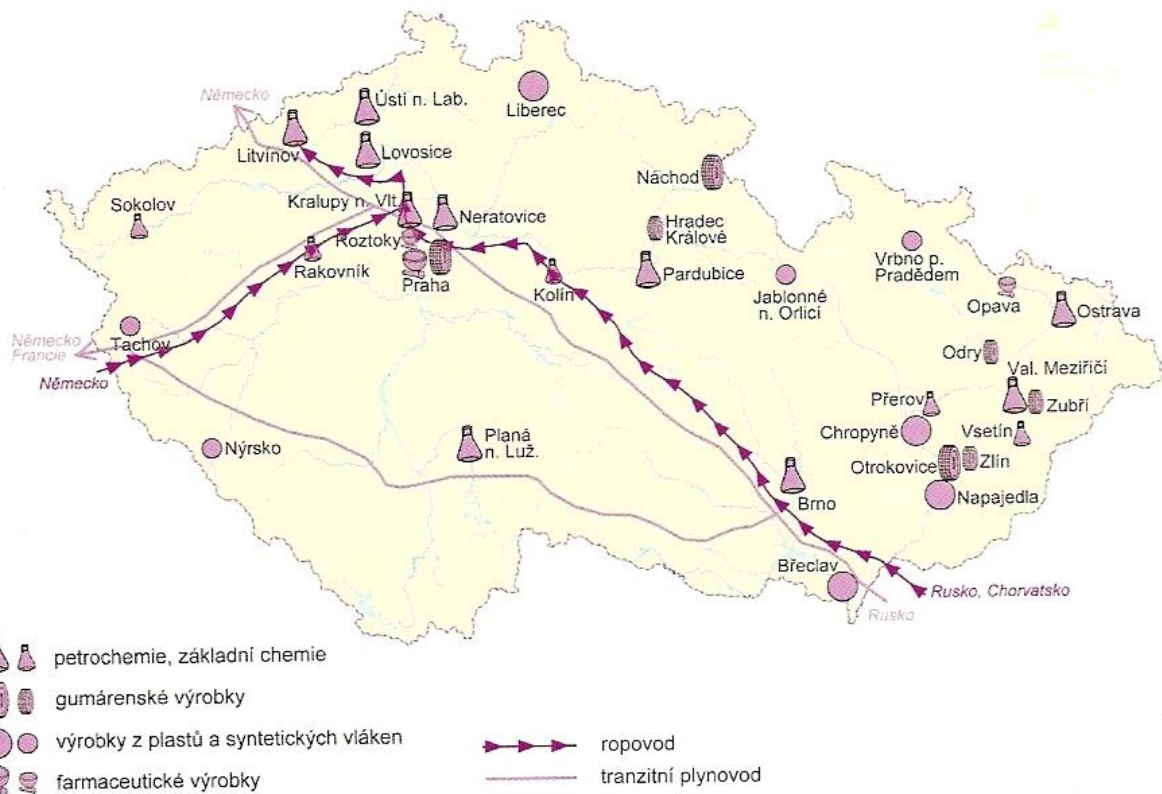 Německo
Ústí n. Lab.
Liberec
Litvínov
Lovosice
Náchod
Sokolov
Kralupy n. Vlt.
Neratovice
Hradec
Králové
Roztoky
Rakovník
Praha
Kolín
Pardubice
Jablonné
n. Orlicí
Vrbno p.
Pradědem
Opava
Ostrava
Tachov
Německo
Francie
Německo
Odry
Val. Meziříčí
Přerov
Zubří
Chropyně
Vsetín
Nýrsko
Planá
n. Luž.
Otrokovice
Zlín
Brno
Napajedla
Břeclav
Rusko, Chorvatsko
Rusko
petrochemie, základní chemie
gumárenské výrobky
výrobky z plastů a syntetických vláken
farmaceutické výrobky
ropovod
tranzitní plynovod